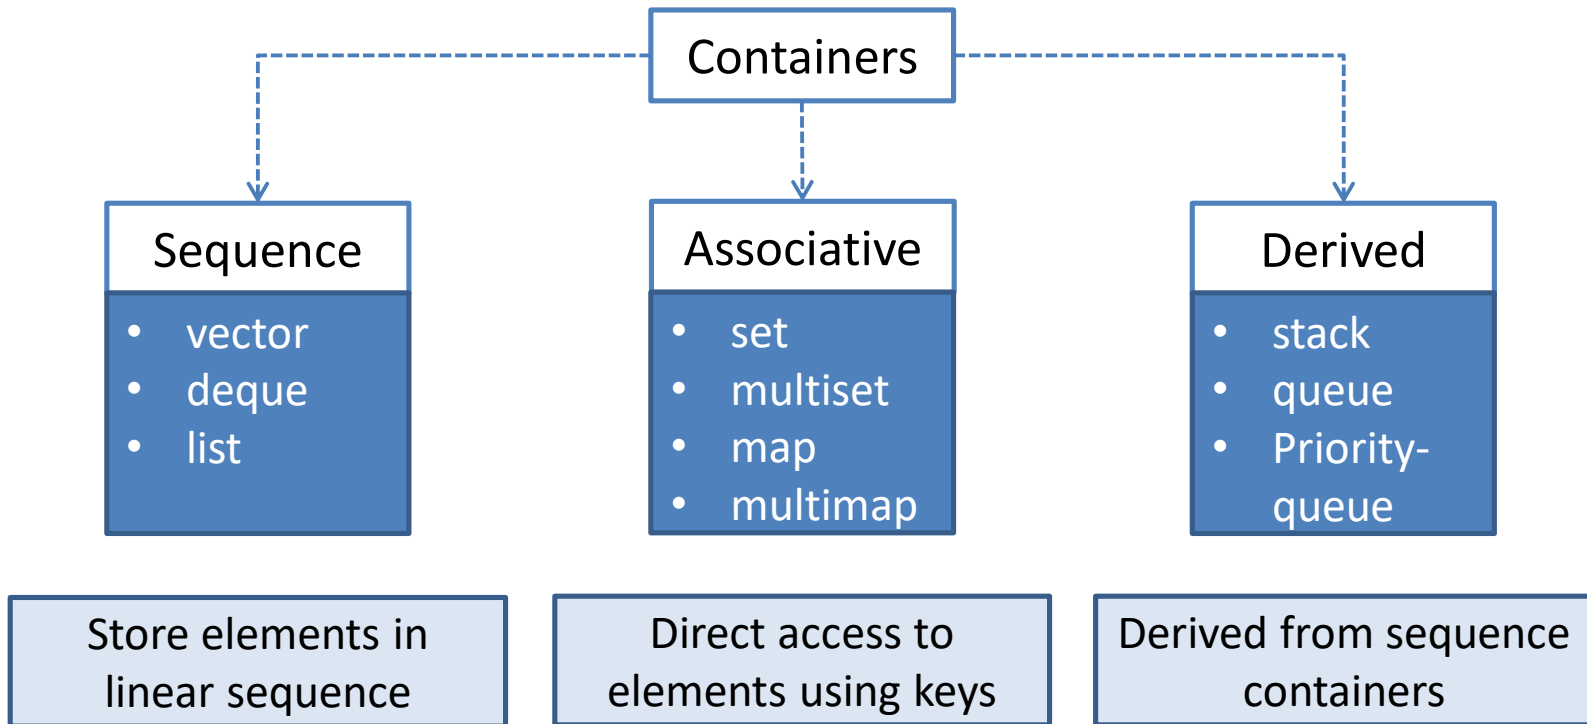 Containers
Sequence
• vector
• deque
• list
Associative
• set
• multiset
• map
• multimap
Derived
• stack
• queue
• Priority-
queue
Store elements in
linear sequence
Direct access to
elements using keys
Derived from sequence
containers